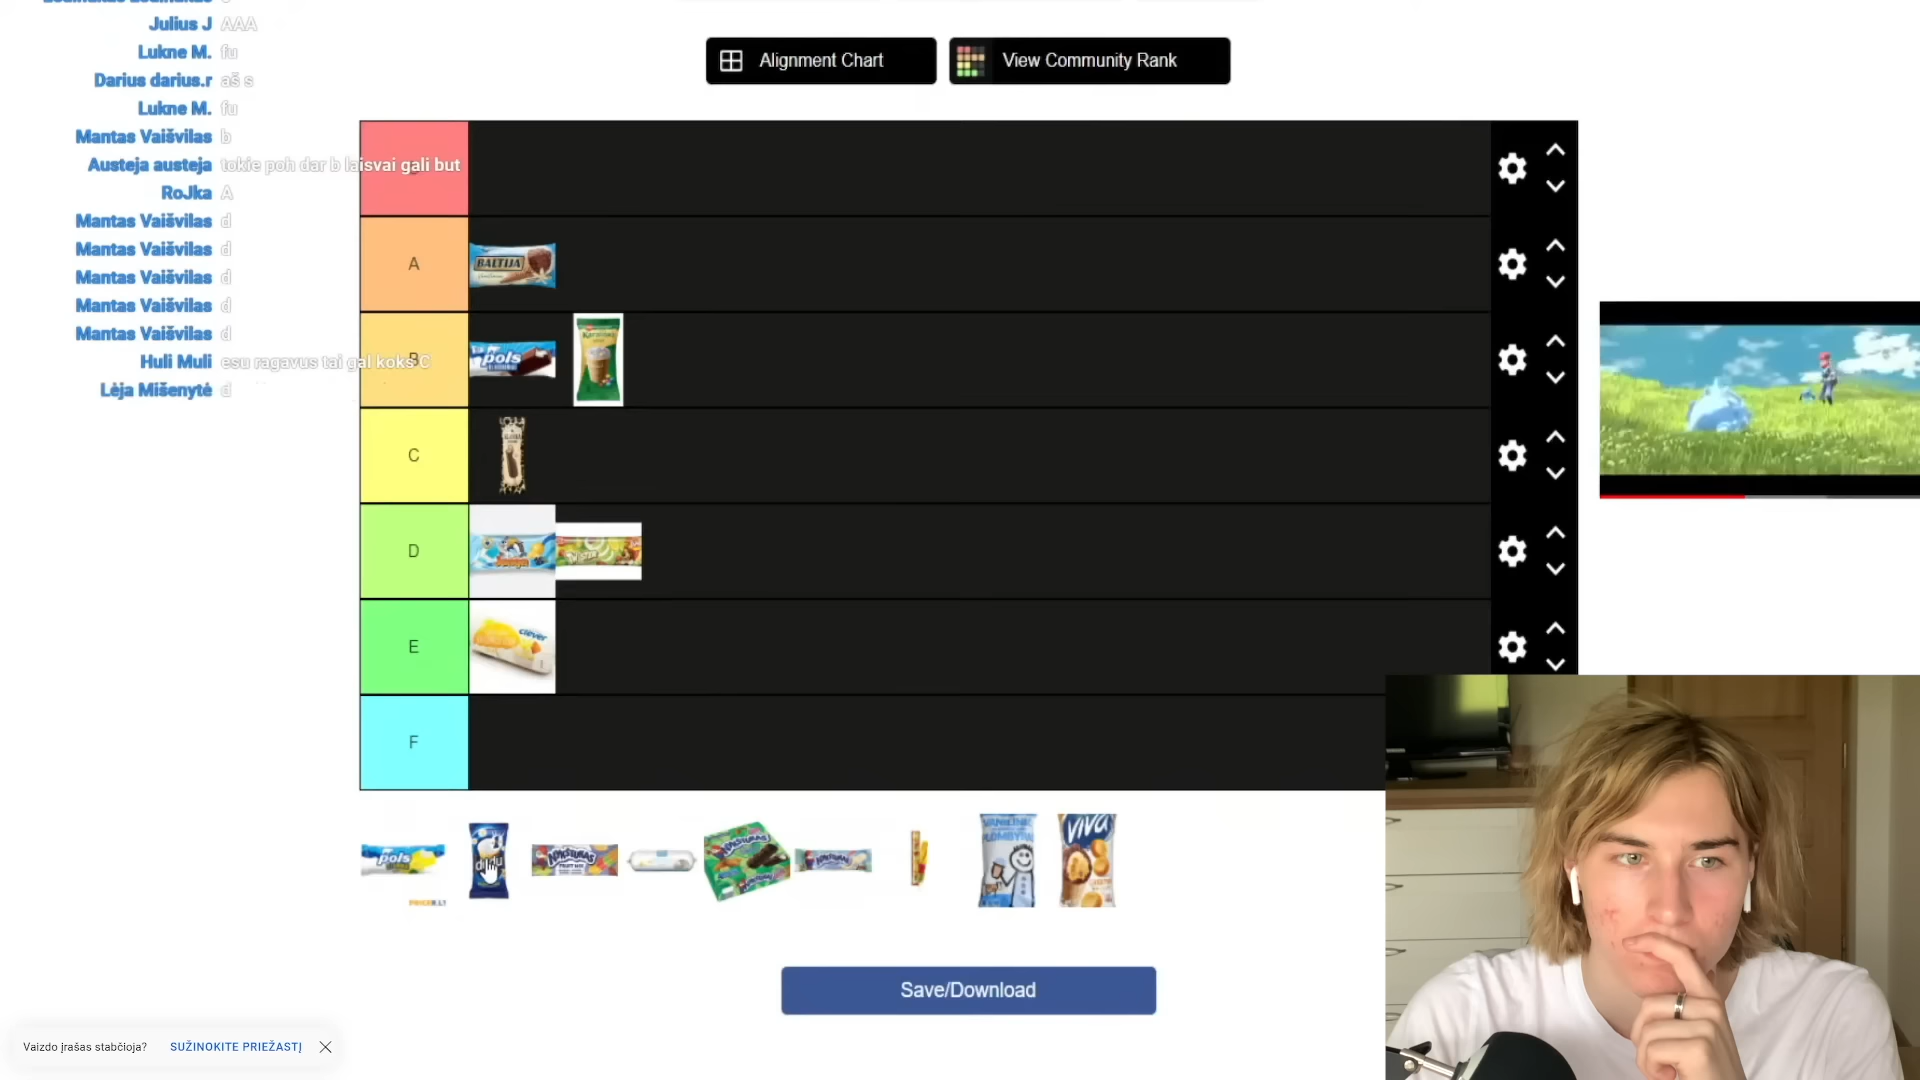 Julius J AAA
Lukne M. fu
Darius darius.r aš s
Lukne M. fu
Mantas Vaišvilas b
Austeja austeja tokie poh dar b laisvai gali but
RoJka A
Mantas Vaišvilas d
Mantas Vaišvilas d
Mantas Vaišvilas d
Mantas Vaišvilas d
Mantas Vaišvilas d
Huli Muli esu ragavus tai gal koks C
Lėja Mišenytė d
Alignment Chart
View Community Rank
A
BALTIJA
B
pols
C
D
E
clever
F
pols
VIVA
Save/Download
Vaizdo įrašas stabčioja? SUŽINOKITE PRIEŽASTĮ